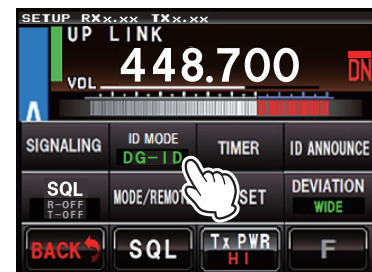 SETUP RXx.xx TXx.xx
UP LINK
VOL 448.700 DN
A
SIGNALING ID MODE TIMER ID ANNOUNCE
DG-ID
SQL MODE/REMOT SET DEVIATION
R-OFF WIDE
T-OFF
BACK SQL Tx PWR F
HI